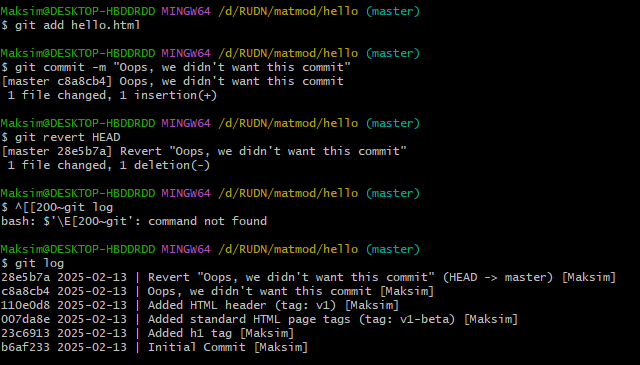 Maksim@DESKTOP-HBDDRDD MINGW64 /d/RUDN/matmod/hello (master)
$ git add hello.html
Maksim@DESKTOP-HBDDRDD MINGW64 /d/RUDN/matmod/hello (master)
$ git commit -m "Oops, we didn't want this commit"
[master c8a8cb4] Oops, we didn't want this commit
 1 file changed, 1 insertion(+)
Maksim@DESKTOP-HBDDRDD MINGW64 /d/RUDN/matmod/hello (master)
$ git revert HEAD
[master 28e5b7a] Revert "Oops, we didn't want this commit"
 1 file changed, 1 deletion(-)
Maksim@DESKTOP-HBDDRDD MINGW64 /d/RUDN/matmod/hello (master)
$ ^[[200~git log
bash: $'\E[200~git': command not found
Maksim@DESKTOP-HBDDRDD MINGW64 /d/RUDN/matmod/hello (master)
$ git log
28e5b7a 2025-02-13 | Revert "Oops, we didn't want this commit" (HEAD -> master) [Maksim]
c8a8cb4 2025-02-13 | Oops, we didn't want this commit [Maksim]
110e0d8 2025-02-13 | Added HTML header (tag: v1) [Maksim]
007da8e 2025-02-13 | Added standard HTML page tags (tag: v1-beta) [Maksim]
23c6913 2025-02-13 | Added h1 tag [Maksim]
b6af233 2025-02-13 | Initial Commit [Maksim]